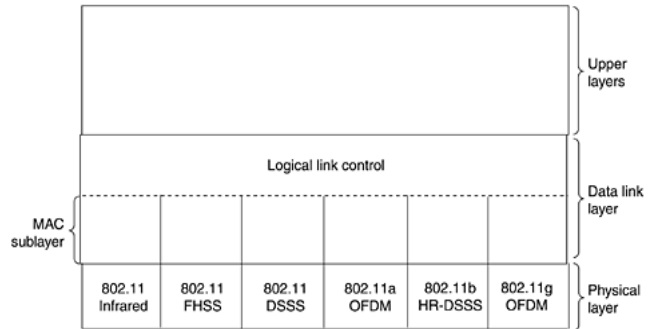 Upper
layers
Logical link control
Data link
layer
MAC
sublayer
802.11
Infrared
802.11
FHSS
802.11
DSSS
802.11a
OFDM
802.11b
HR-DSSS
802.11g
OFDM
Physical
layer